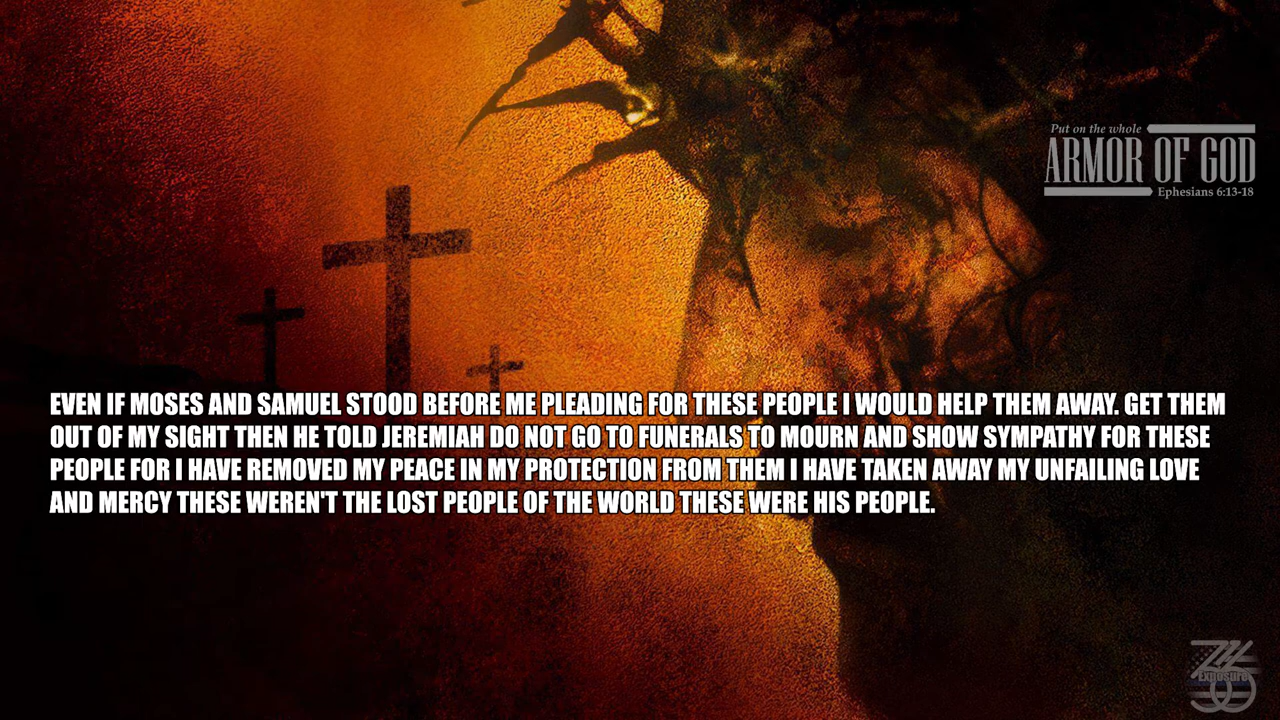 Put on the whole
ARMOR OF GOD
Ephesians 6:13-18
EVEN IF MOSES AND SAMUEL STOOD BEFORE ME PLEADING FOR THESE PEOPLE I WOULD HELP THEM AWAY. GET THEM
OUT OF MY SIGHT THEN HE TOLD JEREMIAH DO NOT GO TO FUNERALS TO MOURN AND SHOW SYMPATHY FOR THESE
PEOPLE FOR I HAVE REMOVED MY PEACE IN MY PROTECTION FROM THEM I HAVE TAKEN AWAY MY UNFAILING LOVE
AND MERCY THESE WEREN'T THE LOST PEOPLE OF THE WORLD THESE WERE HIS PEOPLE.
Exposure